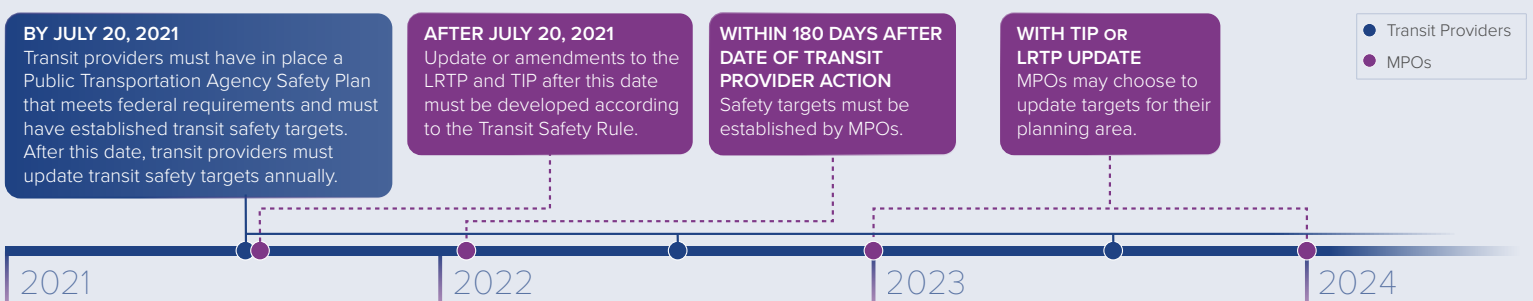 BY JULY 20, 2021
Transit providers must have in place a
Public Transportation Agency Safety Plan
that meets federal requirements and must
have established transit safety targets.
After this date, transit providers must
update transit safety targets annually.
AFTER JULY 20, 2021
Update or amendments to the
LRTP and TIP after this date
must be developed according
to the Transit Safety Rule.
WITHIN 180 DAYS AFTER
DATE OF TRANSIT
PROVIDER ACTION
Safety targets must be
established by MPOs.
WITH TIP OR
LRTP UPDATE
MPOs may choose to
update targets for their
planning area.
Transit Providers
MPOs
2021
2022
2023
2024